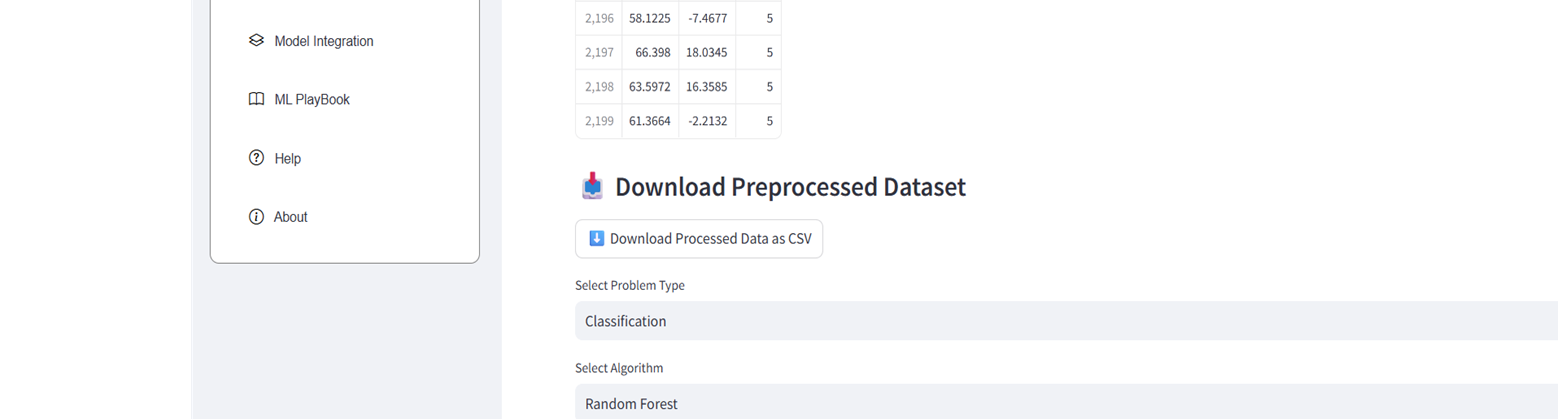 Model Integration
ML PlayBook
Help
About
2,196 58.1225 -7.4677 5
2,197 66.398 18.0345 5
2,198 63.5972 16.3585 5
2,199 61.3664 -2.2132 5
Download Preprocessed Dataset
Download Processed Data as CSV
Select Problem Type
Classification
Select Algorithm
Random Forest